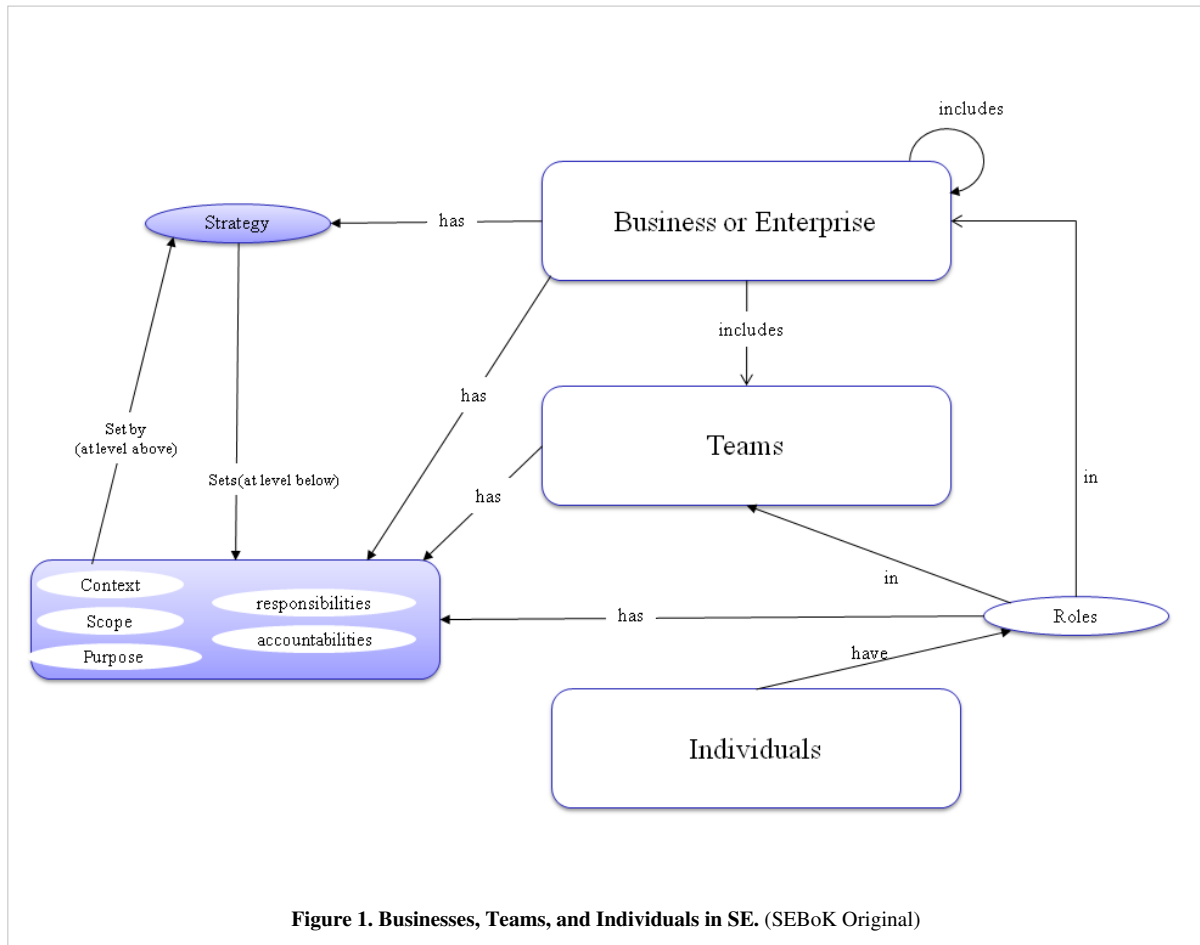 includes
Strategy
has
Business or Enterprise
includes
has
Set by
(at level above)
Teams
Sets(at level below)
has
in
Context
responsibilities
in
Scope
accountabilities
has
Roles
Purpose
have
Individuals
Figure 1. Businesses, Teams, and Individuals in SE. (SEBoK Original)